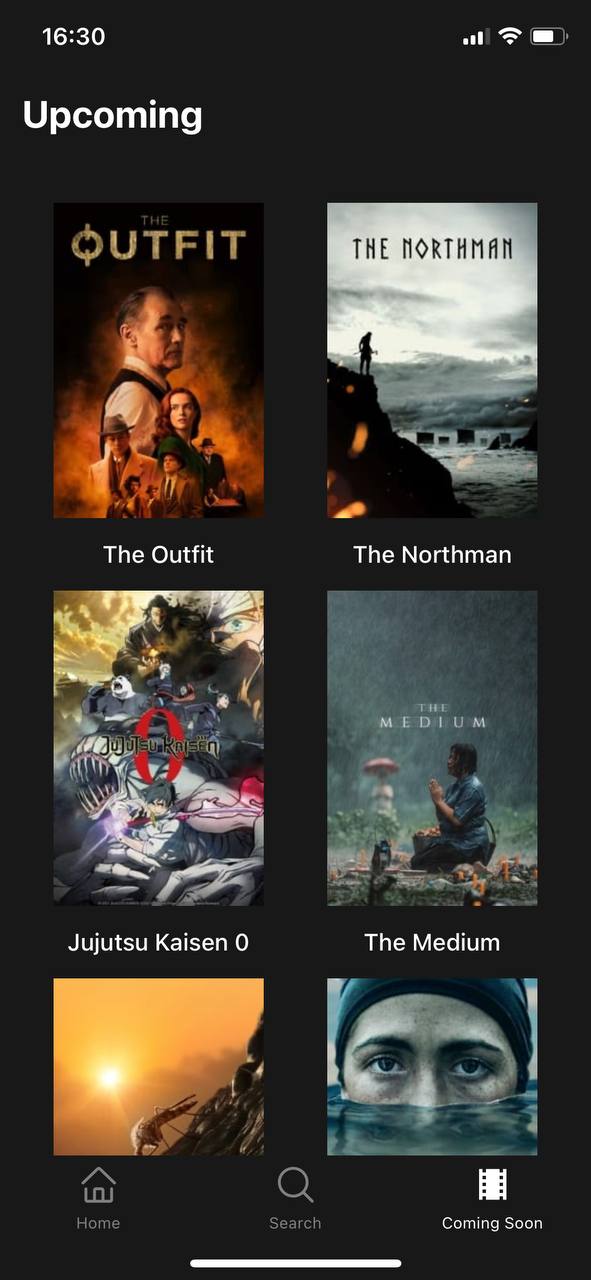 16:30
Upcoming
THE
OUTFIT
THE NORTHMAN
The Outfit
The Northman
0
JUJUTSU KAISEN
THE
MEDIUM
Jujutsu Kaisen 0
The Medium
Home
Search
Coming Soon